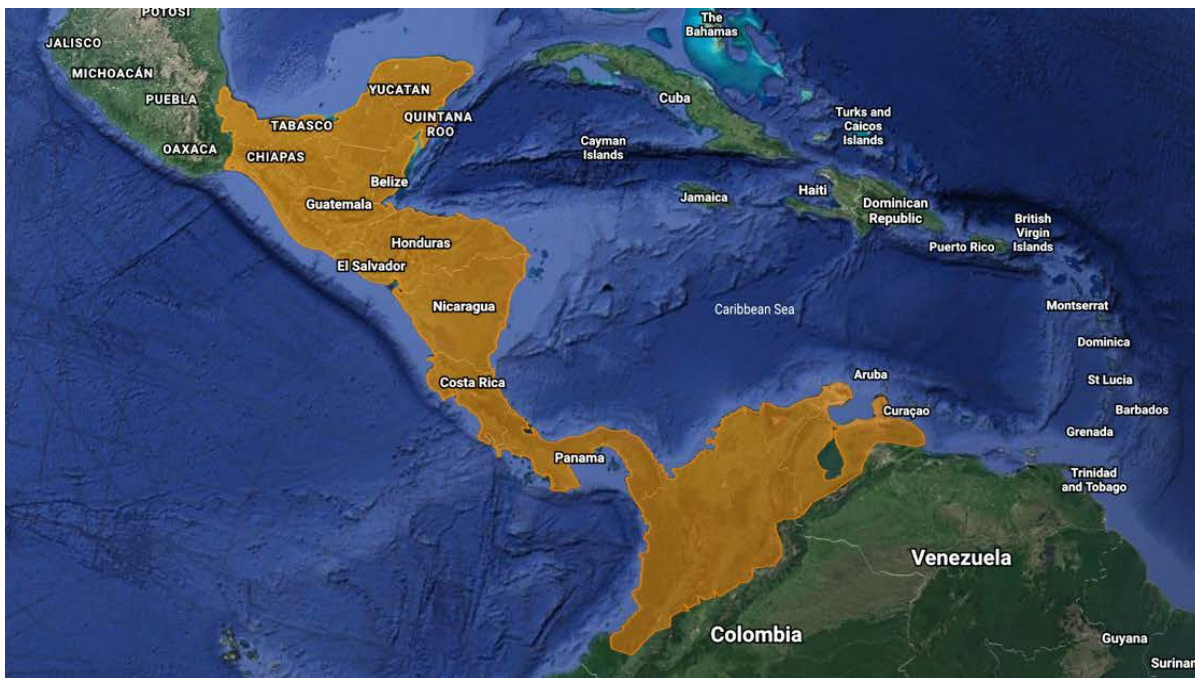 POTOSÍ
The
Bahamas
JALISCO
MICHOACÁN
YUCATAN
PUEBLA
Cuba
QUINTANA
ROO
Turks and
Caicos
Islands
TABASCO
OAXACA
CHIAPAS
Cayman
Islands
Belize
Haiti
Jamaica
Guatemala
Dominican
Republic
British
Virgin
Islands
Honduras
Puerto Rico
El Salvador
Nicaragua
Caribbean Sea
Montserrat
Dominica
Costa Rica
Aruba
St Lucia
Curaçao
Barbados
Grenada
Panama
Trinidad
and Tobago
Venezuela
Colombia
Guyana
Surinam